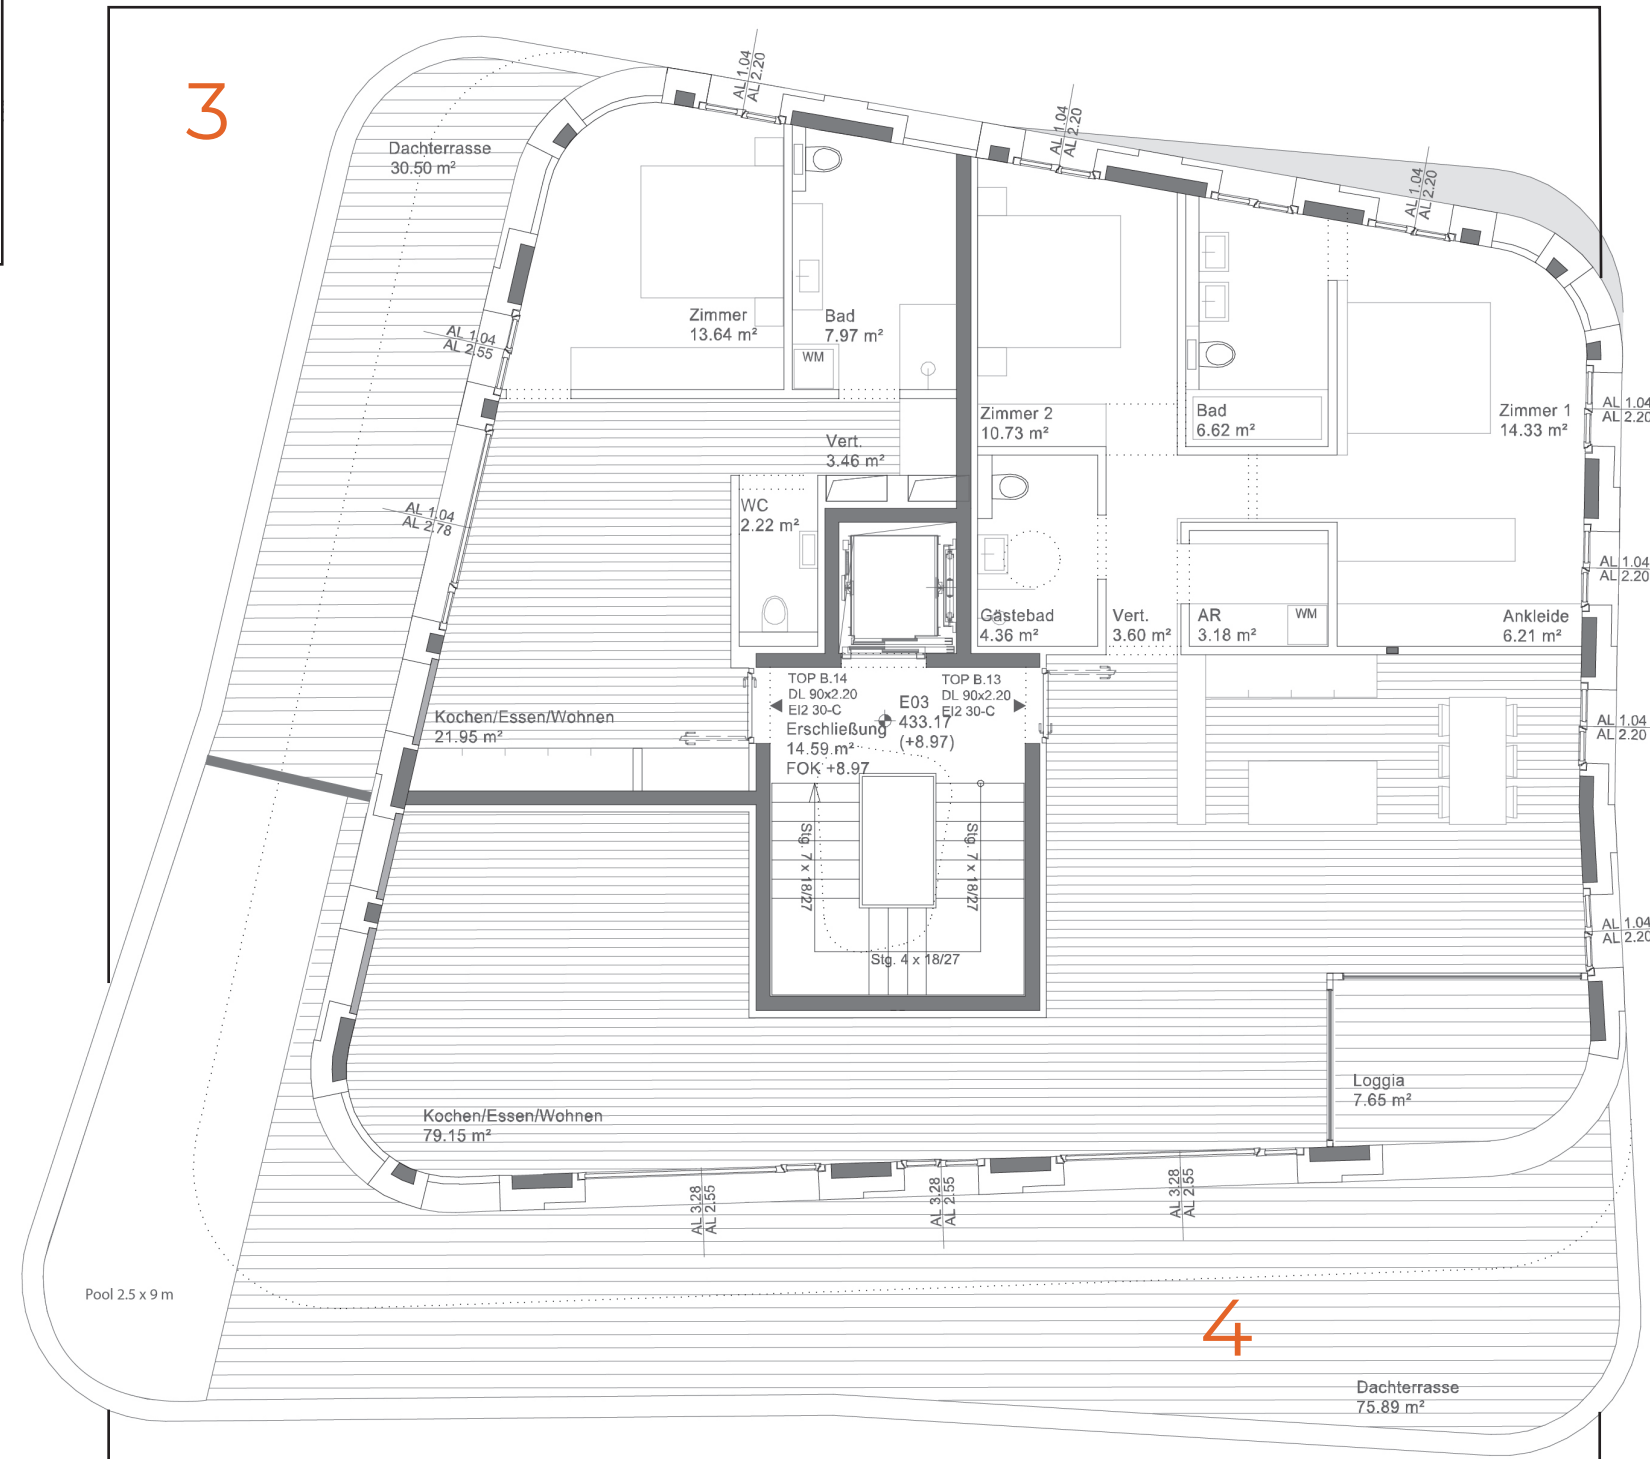 3
AL 1.04
AL 2.20
AL 1.04
AL 2.20
AL 1.04
AL 2.20
Dachterrasse
30.50 m²
AL 1.04
AL 2.55
Zimmer
13.64 m²
Bad
7.97 m²
WM
Zimmer 2
10.73 m²
Bad
6.62 m²
Zimmer 1
14.33 m²
AL 1.04
AL 2.20
Vert.
3.46 m²
AL 1.04
AL 2.78
WC
2.22 m²
AL 1.04
AL 2.20
Gästebad
4.36 m²
Vert.
3.60 m²
AR
3.18 m²
WM
Ankleide
6.21 m²
TOP B.14
DL 90x2.20
EI2 30-C
TOP B.13
DL 90x2.20
EI2 30-C
E03
433.17
(+8.97)
Erschließung
14.59 m²
FOK +8.97
Kochen/Essen/Wohnen
21.95 m²
AL 1.04
AL 2.20
Stg. 7 x 18/27
Stg. 7 x 18/27
Stg. 4 x 18/27
AL 1.04
AL 2.20
Loggia
7.65 m²
Kochen/Essen/Wohnen
79.15 m²
AL 3.28
AL 2.55
AL 3.28
AL 2.55
AL 3.28
AL 2.55
Pool 2.5 x 9 m
4
Dachterrasse
75.89 m²